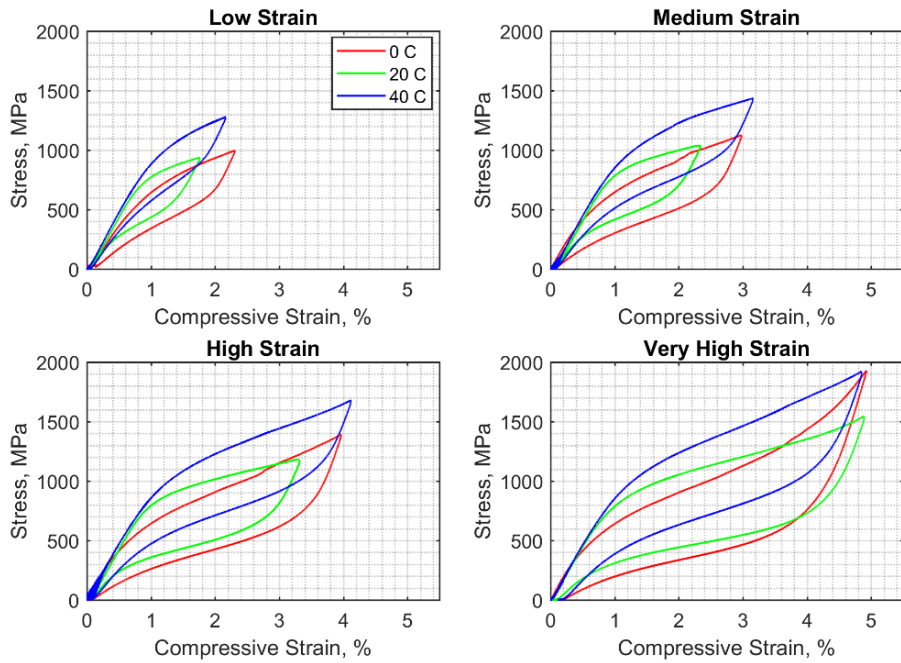 Low Strain
2000
1500
1000
500
0
0 1 2 3 4 5
Stress, MPa
Compressive Strain, %
0 C
20 C
40 C
Medium Strain
2000
1500
1000
500
0
0 1 2 3 4 5
Stress, MPa
Compressive Strain, %
High Strain
2000
1500
1000
500
0
0 1 2 3 4 5
Stress, MPa
Compressive Strain, %
Very High Strain
2000
1500
1000
500
0
0 1 2 3 4 5
Stress, MPa
Compressive Strain, %